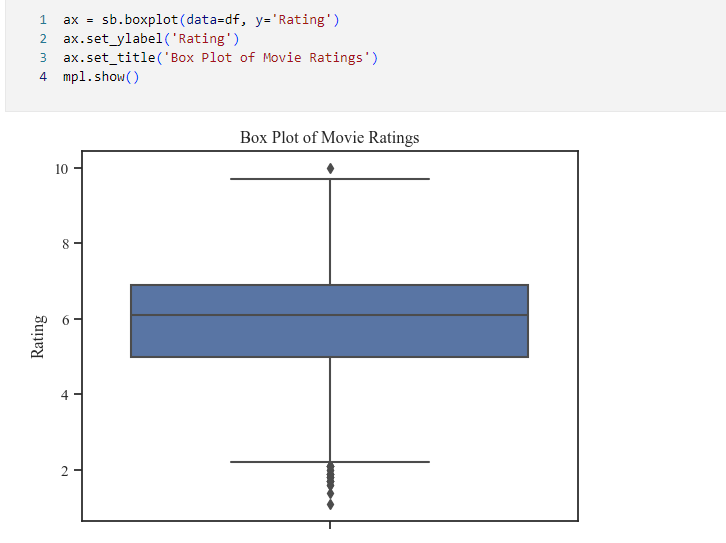 1 ax = sb.boxplot(data=df, y='Rating')
2 ax.set_ylabel('Rating')
3 ax.set_title('Box Plot of Movie Ratings')
4 mpl.show()
Box Plot of Movie Ratings
10
8
6
4
2
Rating